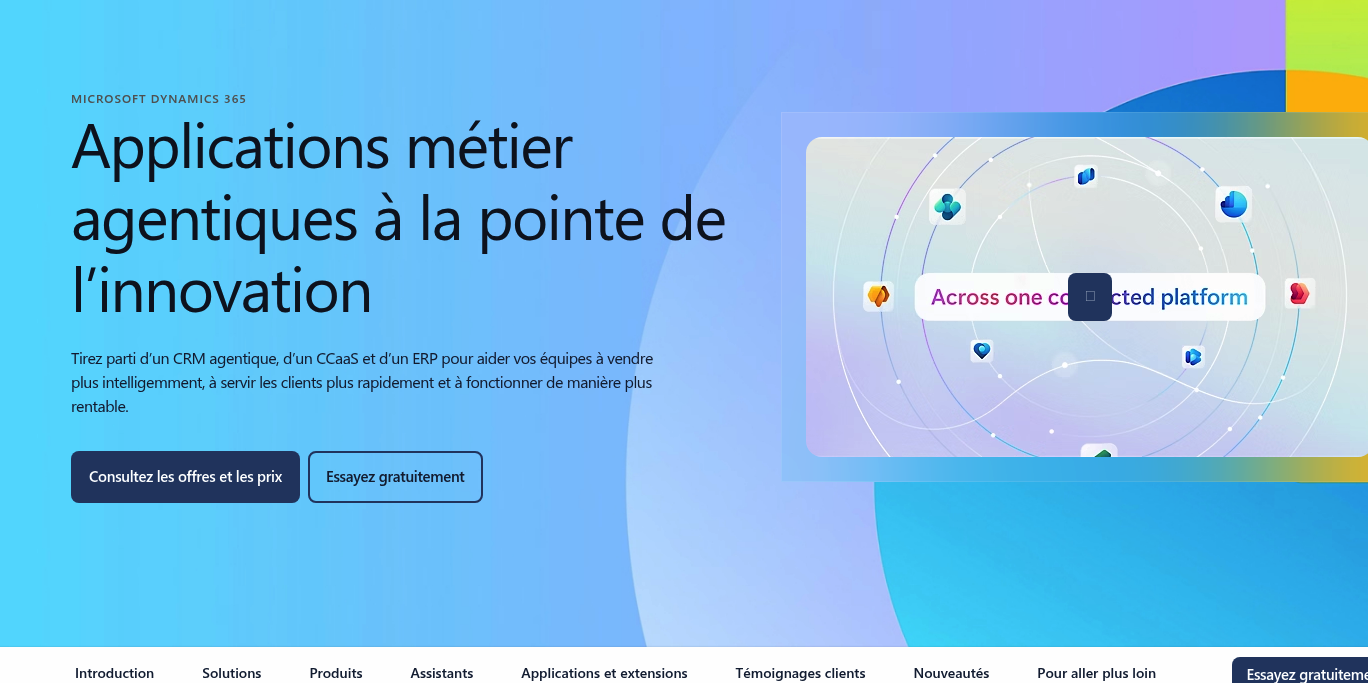 MICROSOFT DYNAMICS 365
Applications métier
agentiques à la pointe de
l’innovation
Tirez parti d’un CRM agentique, d’un CCaaS et d’un ERP pour aider vos équipes à vendre
plus intelligemment, à servir les clients plus rapidement et à fonctionner de manière plus
rentable.
Consultez les offres et les prix
Essayez gratuitement
Across one platform
Introduction
Solutions
Produits
Assistants
Applications et extensions
Témoignages clients
Nouveautés
Pour aller plus loin
Essayez